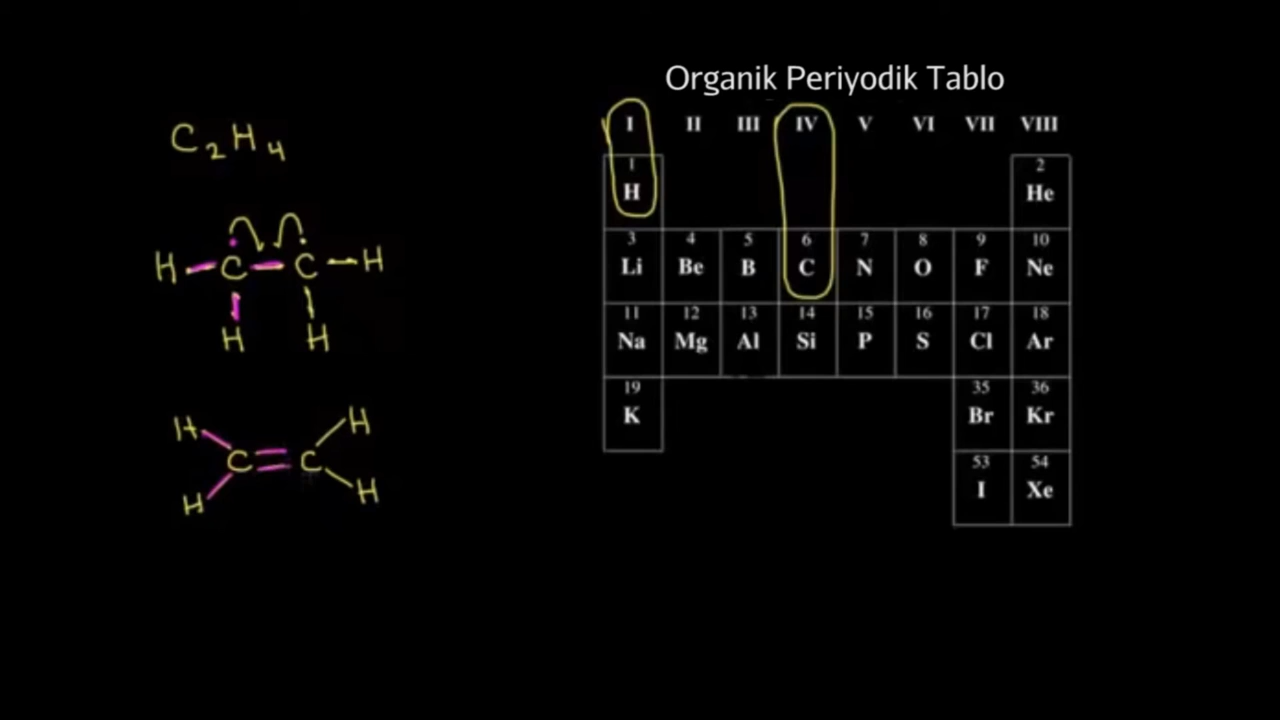 C₂H₄
H-C-C-H
H H
H H
C=C
H H
Organik Periyodik Tablo
I II III IV V VI VII VIII
1 2
H He
3 4 5 6 7 8 9 10
Li Be B C N O F Ne
11 12 13 14 15 16 17 18
Na Mg Al Si P S Cl Ar
19 35 36
K Br Kr
53 54
I Xe